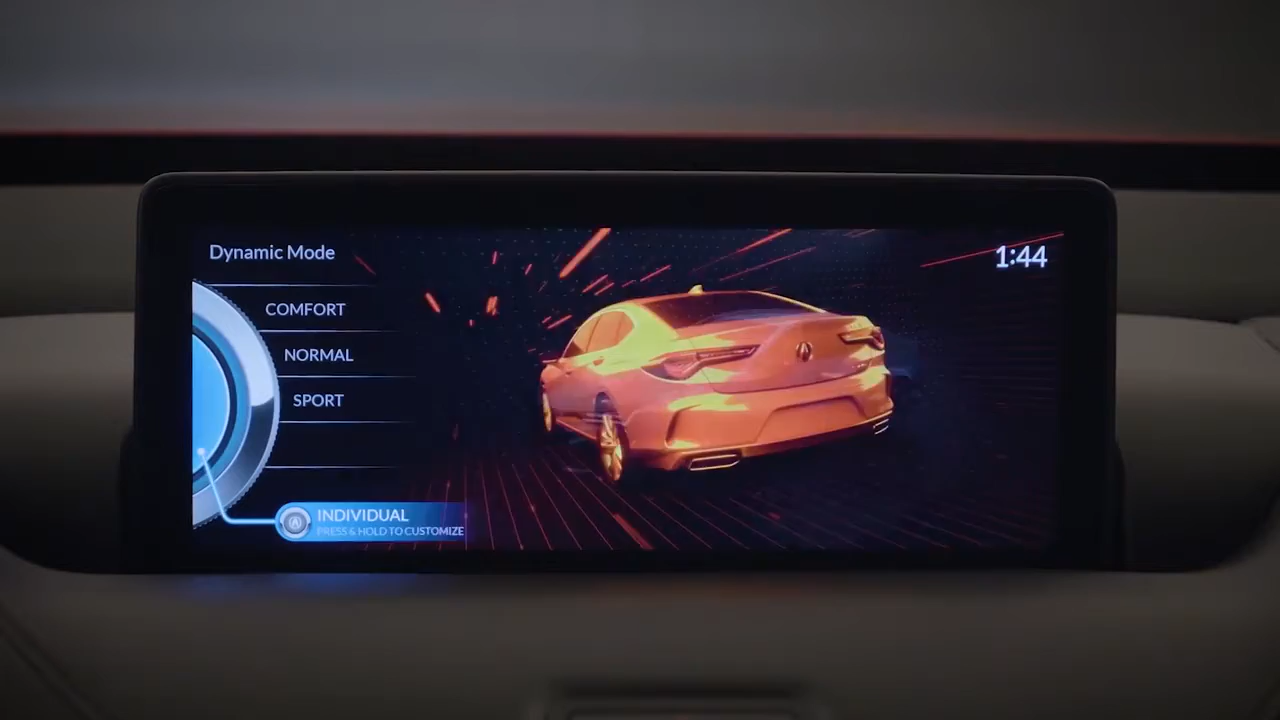 Dynamic Mode
1:44
COMFORT
NORMAL
SPORT
INDIVIDUAL
PRESS & HOLD TO CUSTOMIZE